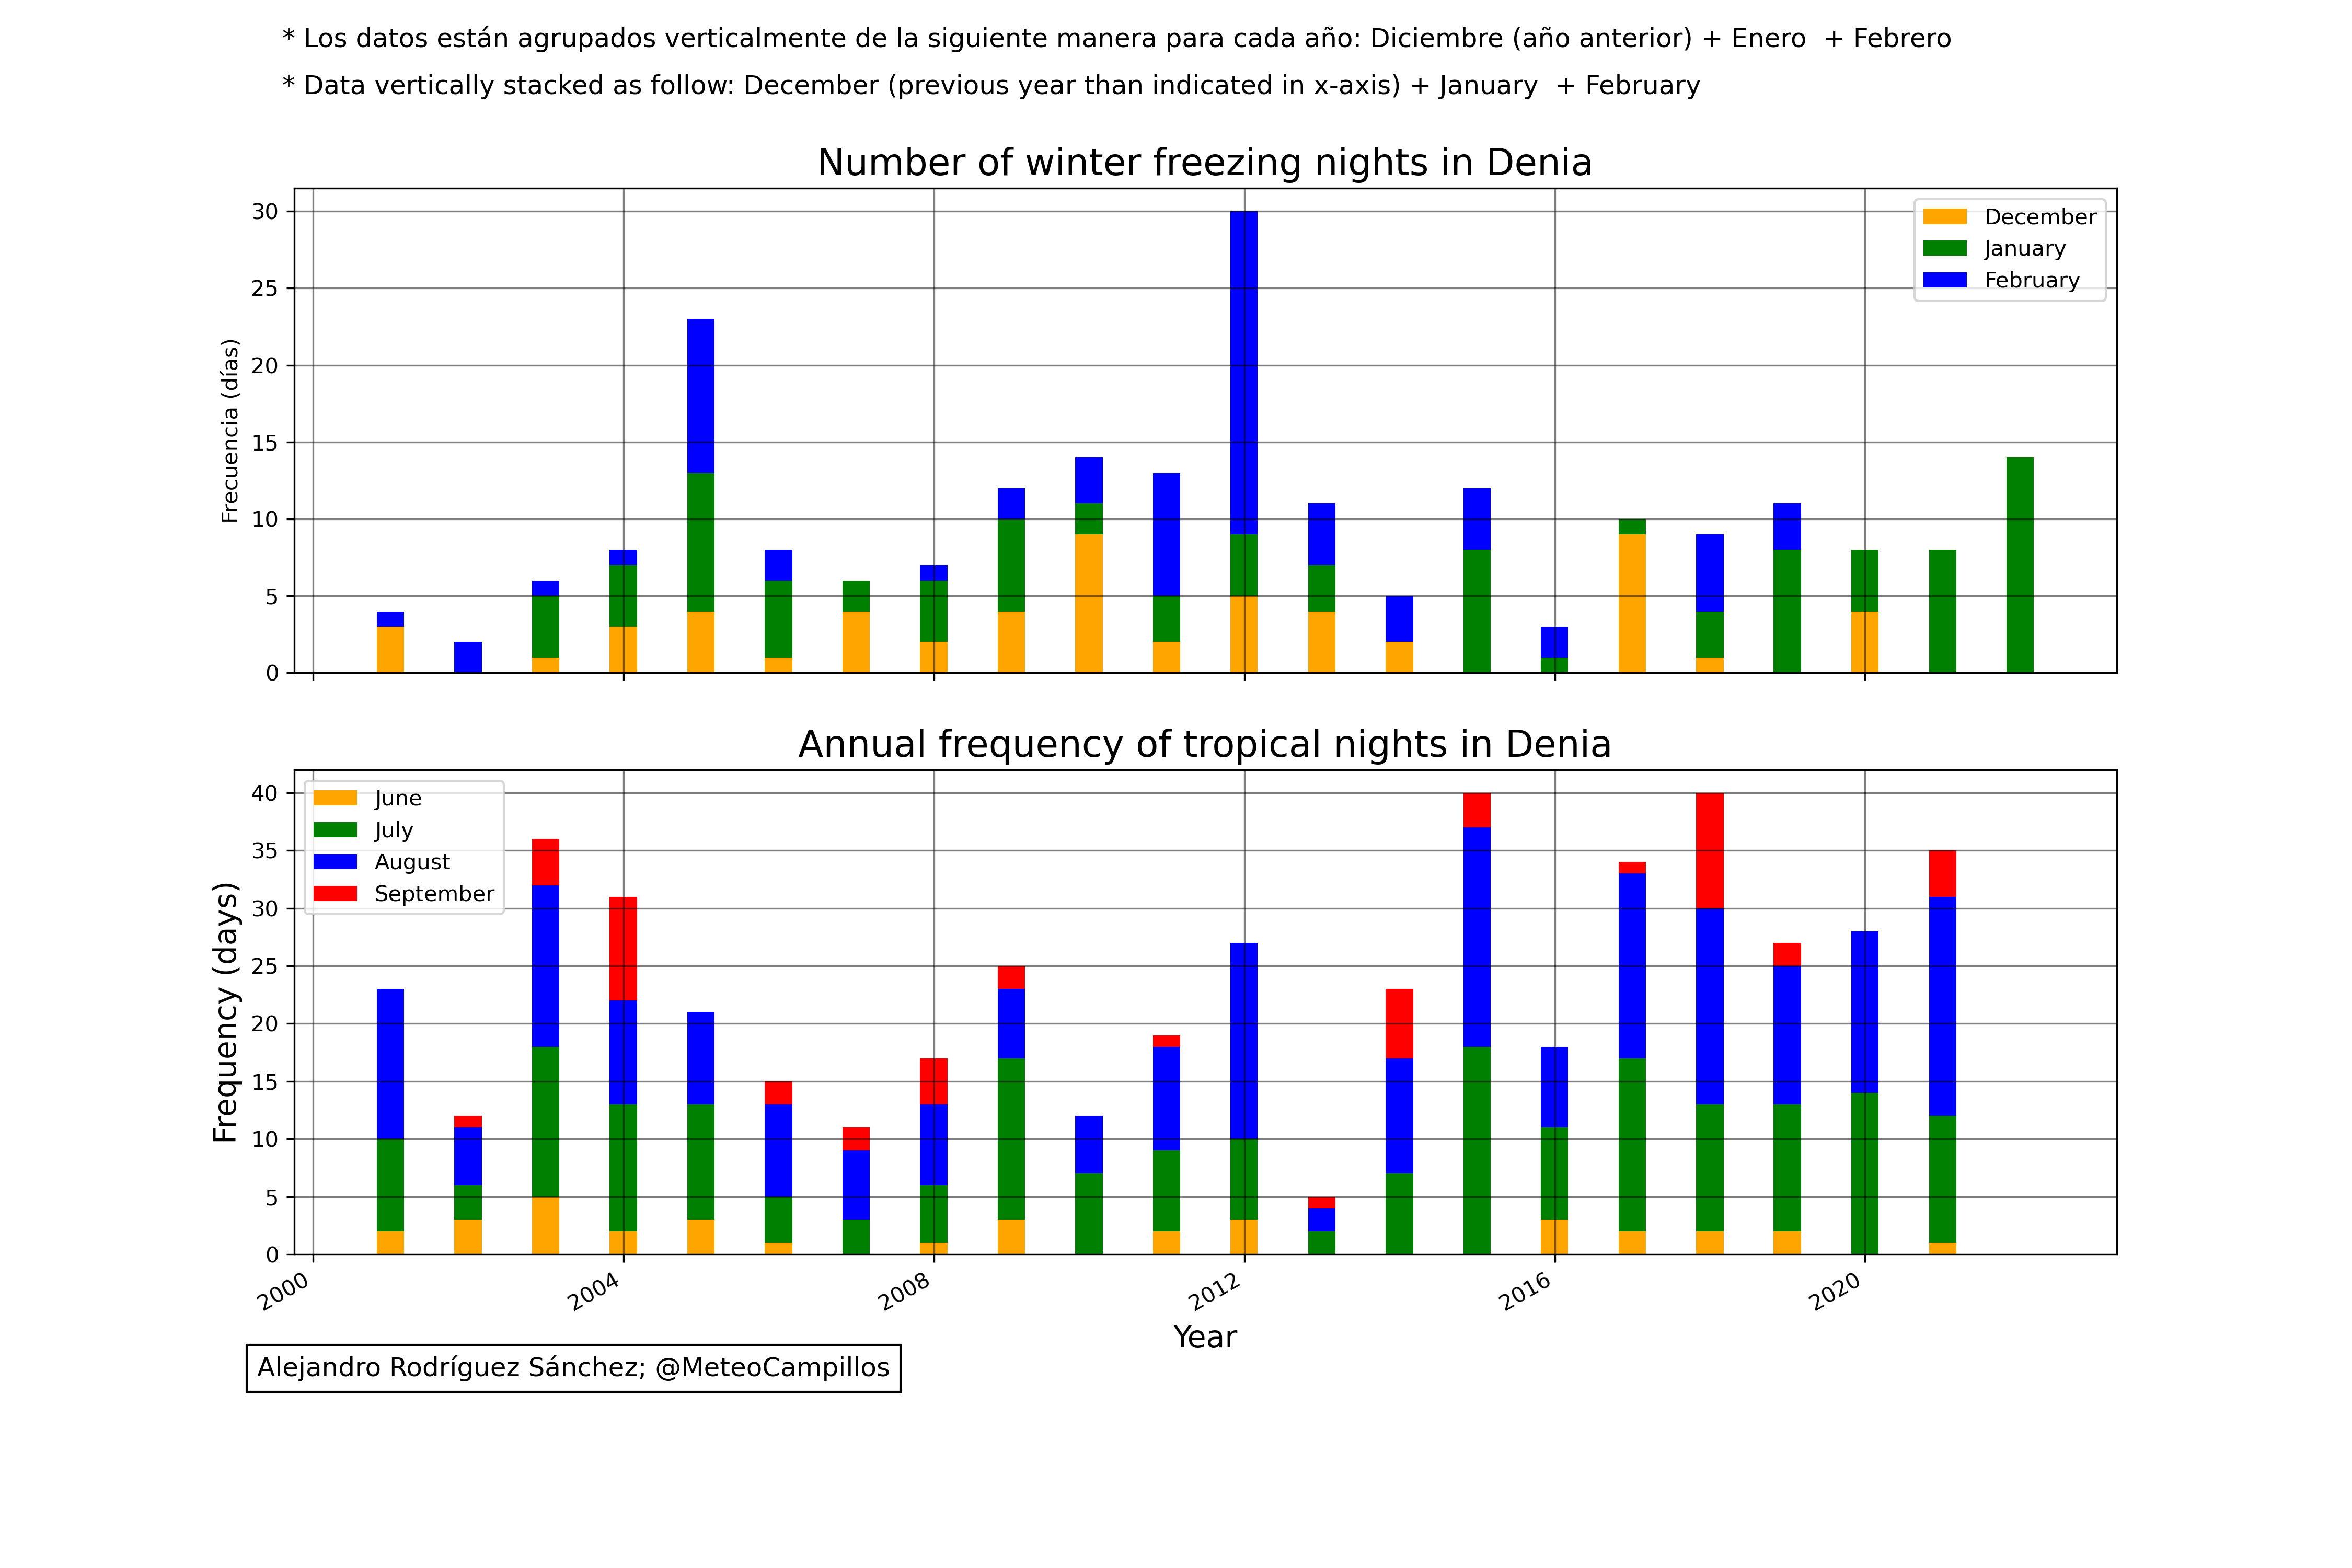 * Los datos están agrupados verticalmente de la siguiente manera para cada año: Diciembre (año anterior) + Enero  + Febrero
* Data vertically stacked as follow: December (previous year than indicated in x-axis) + January  + February
Number of winter freezing nights in Denia
30
25
20
15
10
5
0
Frecuencia (días)
December
January
February
Annual frequency of tropical nights in Denia
40
35
30
25
20
15
10
5
0
Frequency (days)
June
July
August
September
2000
2004
2008
2012
2016
2020
Year
Alejandro Rodríguez Sánchez; @MeteoCampillos